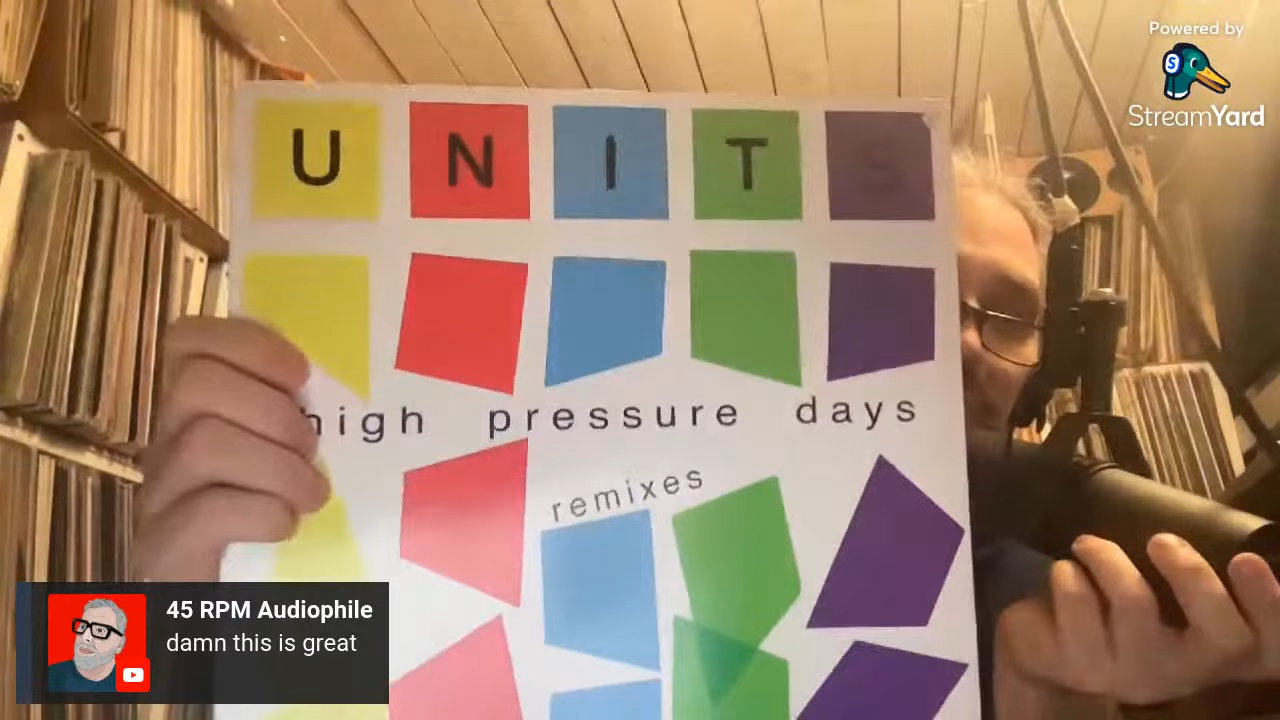 Powered by
S
StreamYard
U N I T S
high pressure days
remixes
45 RPM Audiophile
damn this is great